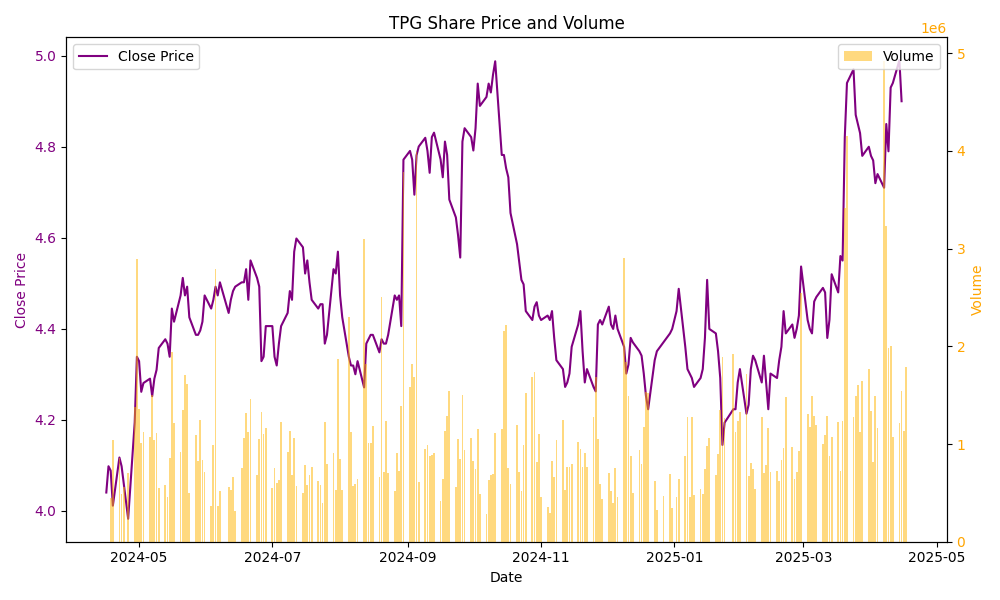 TPG Share Price and Volume
1e6
Close Price
Volume
5.0
4.8
4.6
4.4
4.2
4.0
Close Price
5
4
3
2
1
0
Volume
2024-05
2024-07
2024-09
2024-11
2025-01
2025-03
2025-05
Date